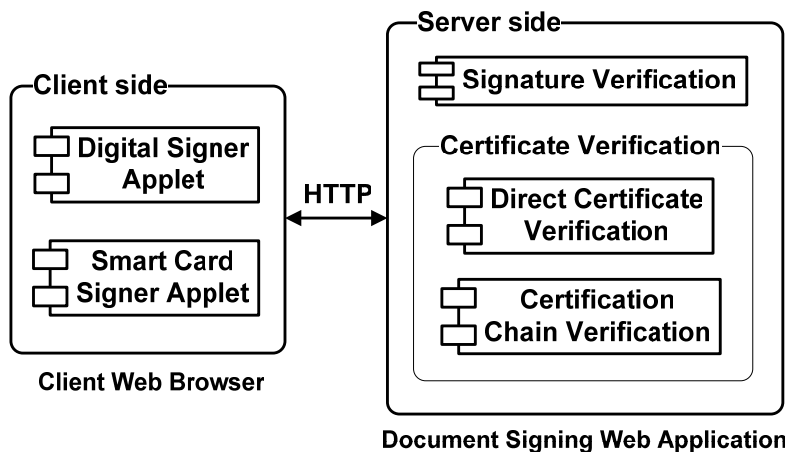 Client side
Digital Signer
Applet
Smart Card
Signer Applet
Client Web Browser
HTTP
Server side
Signature Verification
Certificate Verification
Direct Certificate
Verification
Certification
Chain Verification
Document Signing Web Application